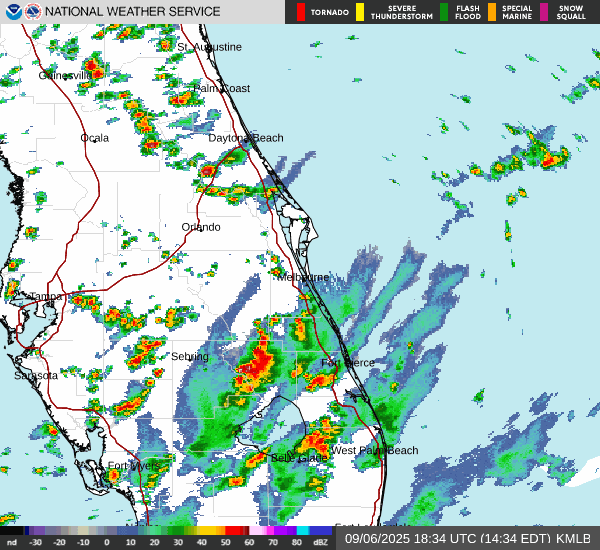 NATIONAL WEATHER SERVICE
TORNADO
SEVERE THUNDERSTORM
FLASH FLOOD
SPECIAL MARINE
SNOW SQUALL
St. Augustine
Gainesville
Palm Coast
Ocala
Daytona Beach
Orlando
Melbourne
Tampa
Sebring
Fort Pierce
Sarasota
West Palm Beach
Belle Glade
Fort Myers
nd -30 -20 -10 0 10 20 30 40 50 60 70 80 dBZ
09/06/2025 18:34 UTC (14:34 EDT) KMLB